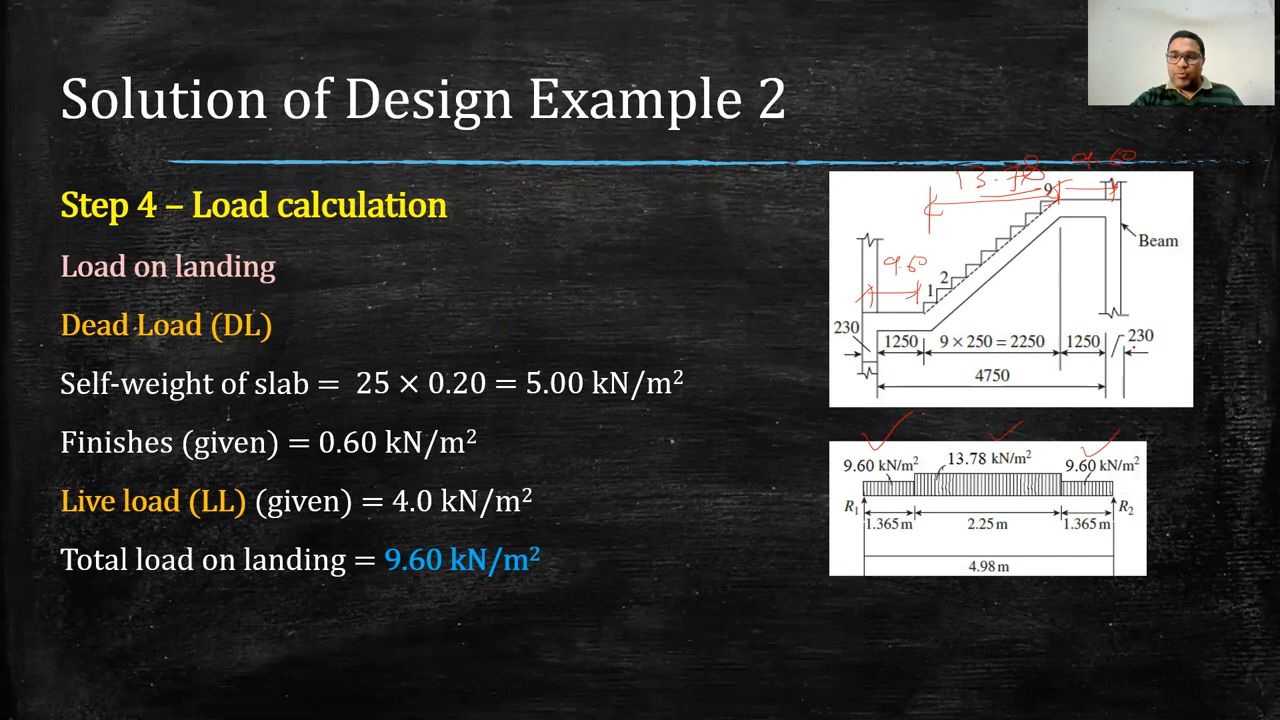 Solution of Design Example 2
Step 4 – Load calculation
Load on landing
Dead Load (DL)
Self-weight of slab = 25 × 0.20 = 5.00 kN/m²
Finishes (given) = 0.60 kN/m²
Live load (LL) (given) = 4.0 kN/m²
Total load on landing = 9.60 kN/m²
13.78
9.60
9
Beam
9.60
2
1
230
1250
9 × 250 = 2250
1250
230
4750
9.60 kN/m²
13.78 kN/m²
9.60 kN/m²
R₁
R₂
1.365 m
2.25 m
1.365 m
4.98 m